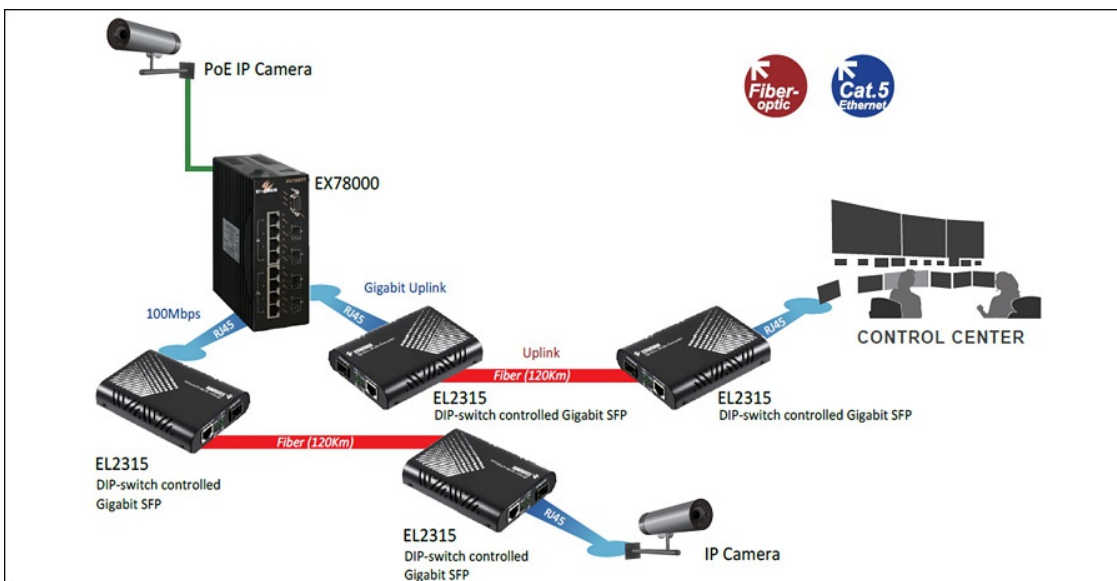 PoE IP Camera
Fiber-
optic
Cat.5
Ethernet
EX78000
Gigabit Uplink
100Mbps
RJ45
RJ45
RJ45
CONTROL CENTER
Uplink
Fiber (120Km)
EL2315
DIP-switch controlled Gigabit SFP
EL2315
DIP-switch controlled Gigabit SFP
Fiber (120Km)
EL2315
DIP-switch controlled
Gigabit SFP
RJ45
EL2315
DIP-switch controlled
Gigabit SFP
IP Camera